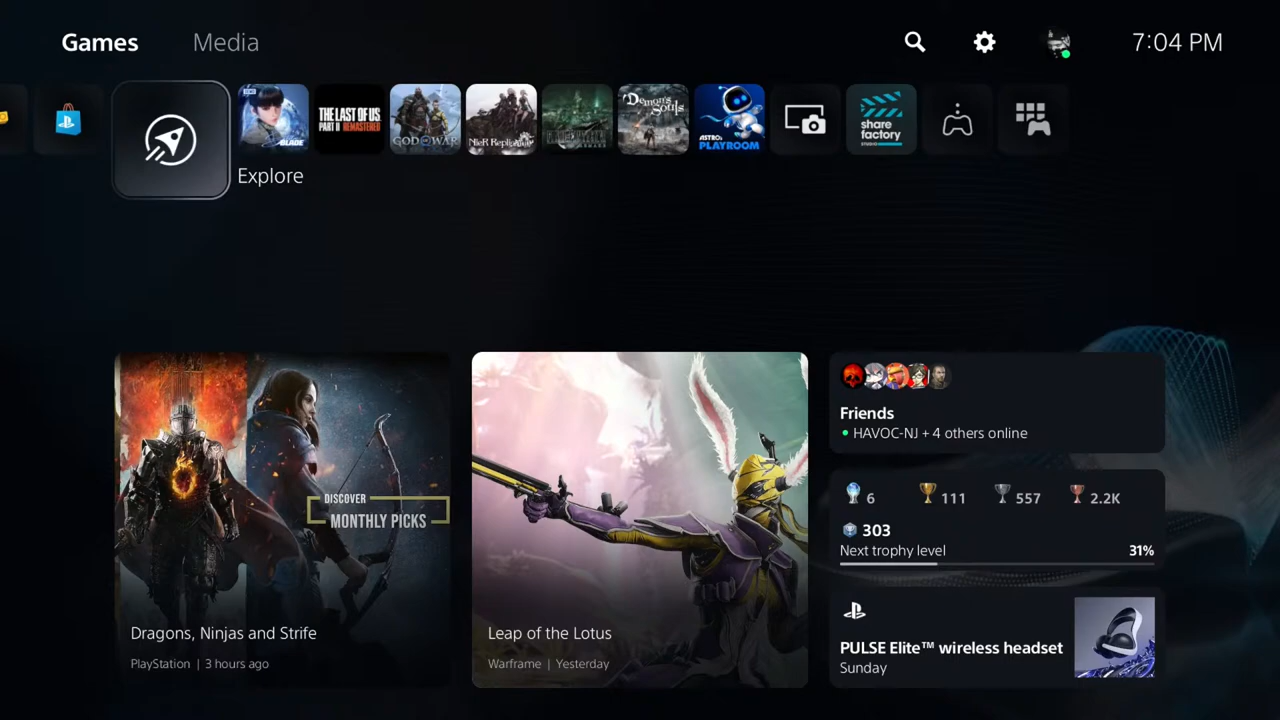 Games
Media
7:04 PM
BLADE
THE LAST OF US
PART II REMASTERED
GOD OF WAR
NieR Replicant
Demon's
Souls
ASTRO's
PLAYROOM
share
factory
STUDIO
Explore
DISCOVER
MONTHLY PICKS
Dragons, Ninjas and Strife
PlayStation | 3 hours ago
Leap of the Lotus
Warframe | Yesterday
Friends
HAVOC-NJ + 4 others online
6 111 557 2.2K
303
Next trophy level 31%
PULSE Elite™ wireless headset
Sunday